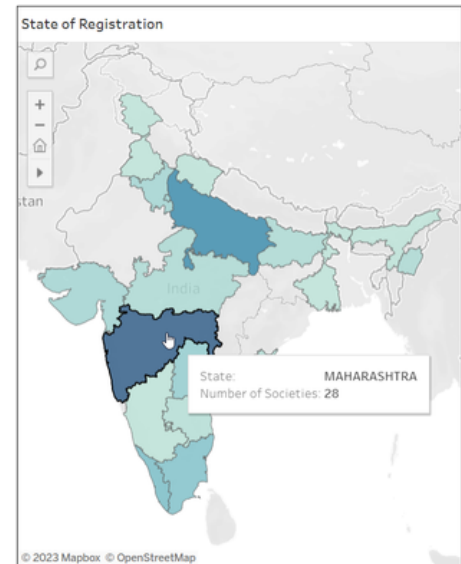 State of Registration
stan
India
State: MAHARASHTRA
Number of Societies: 28
© 2023 Mapbox © OpenStreetMap